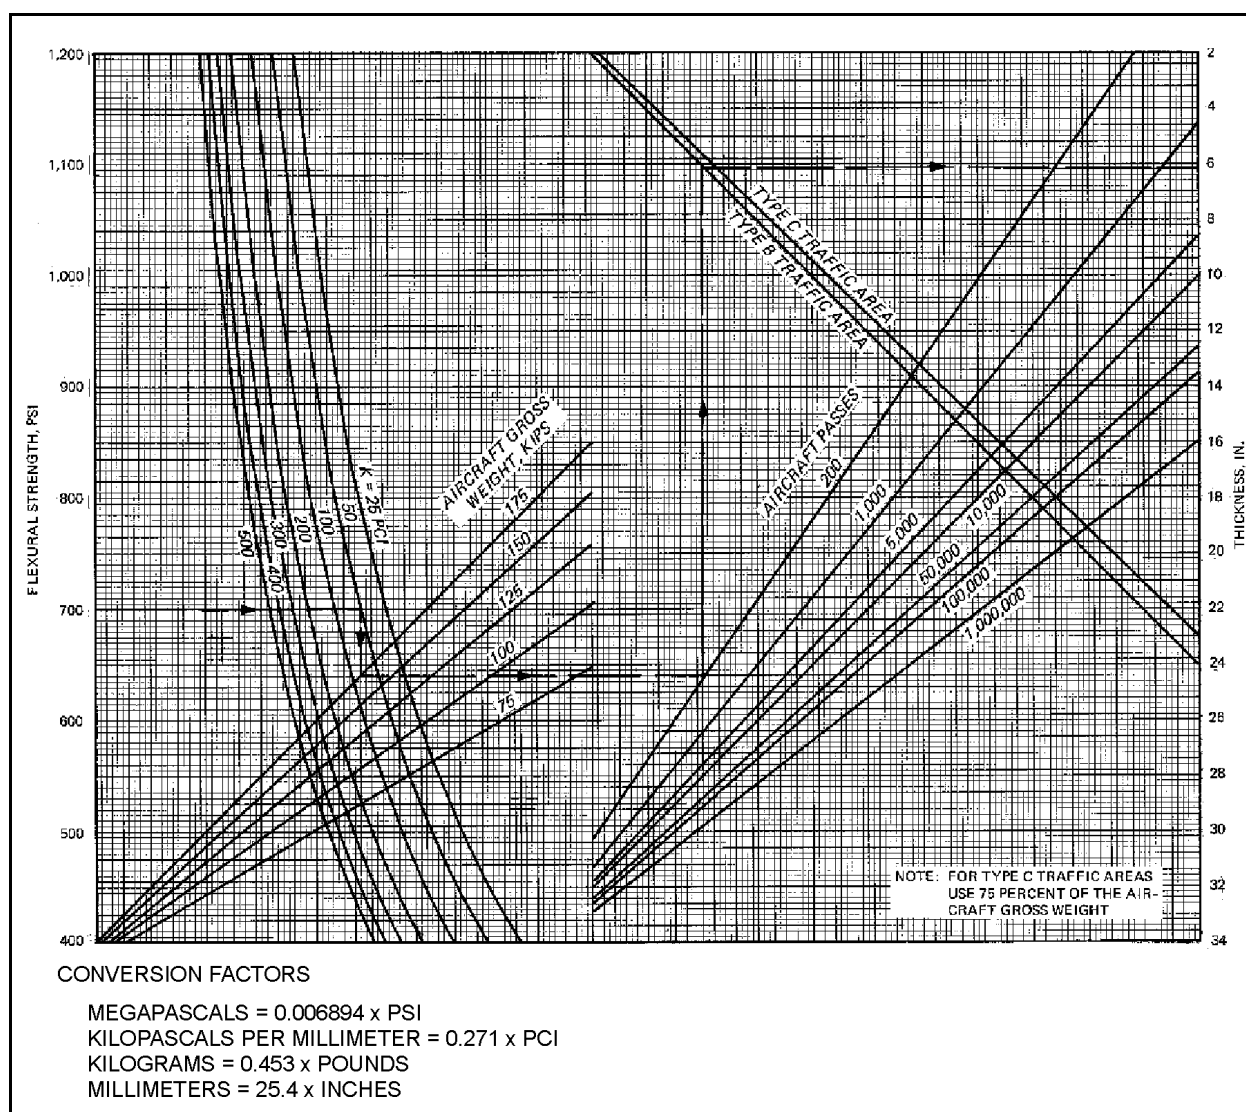 1,200
1,100
1,000
900
800
700
600
500
400
FLEXURAL STRENGTH, PSI
500
400
300
200
100
50
K = 25 PCI
AIRCRAFT GROSS
WEIGHT, KIPS
175
150
125
100
75
TYPE C TRAFFIC AREA
TYPE B TRAFFIC AREA
AIRCRAFT PASSES
200
1,000
5,000
10,000
50,000
100,000
1,000,000
2
4
6
8
10
12
14
16
18
20
22
24
26
28
30
32
34
THICKNESS, IN.
NOTE: FOR TYPE C TRAFFIC AREAS
USE 75 PERCENT OF THE AIR-
CRAFT GROSS WEIGHT
CONVERSION FACTORS
MEGAPASCALS = 0.006894 x PSI
KILOPASCALS PER MILLIMETER = 0.271 x PCI
KILOGRAMS = 0.453 x POUNDS
MILLIMETERS = 25.4 x INCHES